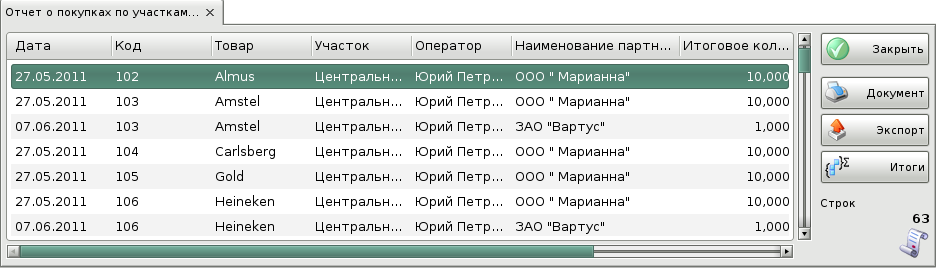 Отчет о покупках по участкам...
Дата Код Товар Участок Оператор Наименование партн... Итоговое кол...
27.05.2011 102 Almus Центральн... Юрий Петр... ООО " Марианна" 10,000
27.05.2011 103 Amstel Центральн... Юрий Петр... ООО " Марианна" 10,000
07.06.2011 103 Amstel Центральн... Юрий Петр... ЗАО "Вартус" 1,000
27.05.2011 104 Carlsberg Центральн... Юрий Петр... ООО " Марианна" 10,000
27.05.2011 105 Gold Центральн... Юрий Петр... ООО " Марианна" 10,000
27.05.2011 106 Heineken Центральн... Юрий Петр... ООО " Марианна" 10,000
07.06.2011 106 Heineken Центральн... Юрий Петр... ЗАО "Вартус" 1,000
Закрыть
Документ
Экспорт
Итоги
Строк
63